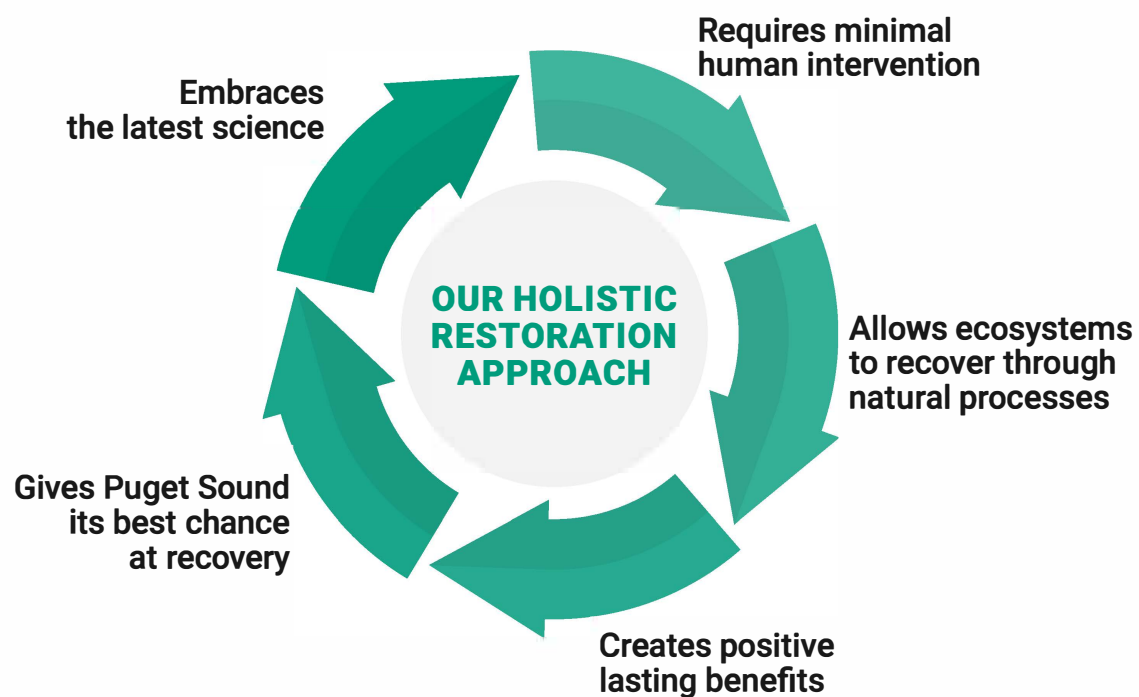 Requires minimal
human intervention
Embraces
the latest science
OUR HOLISTIC
RESTORATION
APPROACH
Allows ecosystems
to recover through
natural processes
Gives Puget Sound
its best chance
at recovery
Creates positive
lasting benefits